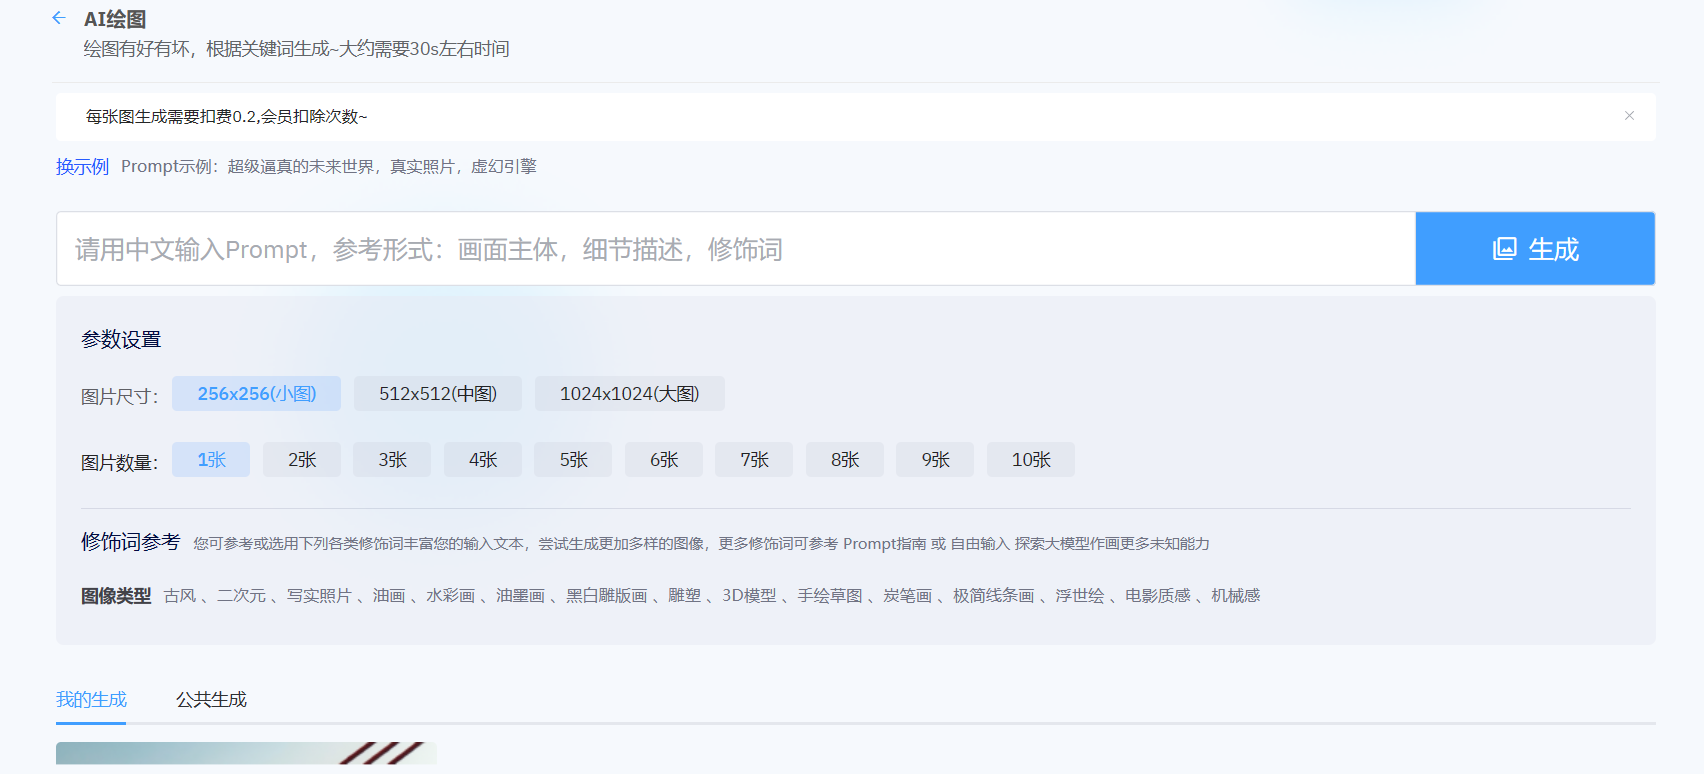 AI绘图
绘图有好有坏，根据关键词生成~大约需要30s左右时间
每张图生成需要扣费0.2,会员扣除次数~
换示例 Prompt示例：超级逼真的未来世界，真实照片，虚幻引擎
请用中文输入Prompt，参考形式：画面主体，细节描述，修饰词 生成
参数设置
图片尺寸： 256x256(小图) 512x512(中图) 1024x1024(大图)
图片数量： 1张 2张 3张 4张 5张 6张 7张 8张 9张 10张
修饰词参考 您可参考或选用下列各类修饰词丰富您的输入文本，尝试生成更加多样的图像，更多修饰词可参考 Prompt指南 或 自由输入 探索大模型作画更多未知能力
图像类型 古风 、二次元 、写实照片 、油画 、水彩画 、油墨画 、黑白雕版画 、雕塑 、3D模型 、手绘草图 、炭笔画 、极简线条画 、浮世绘 、电影质感 、机械感
我的生成 公共生成